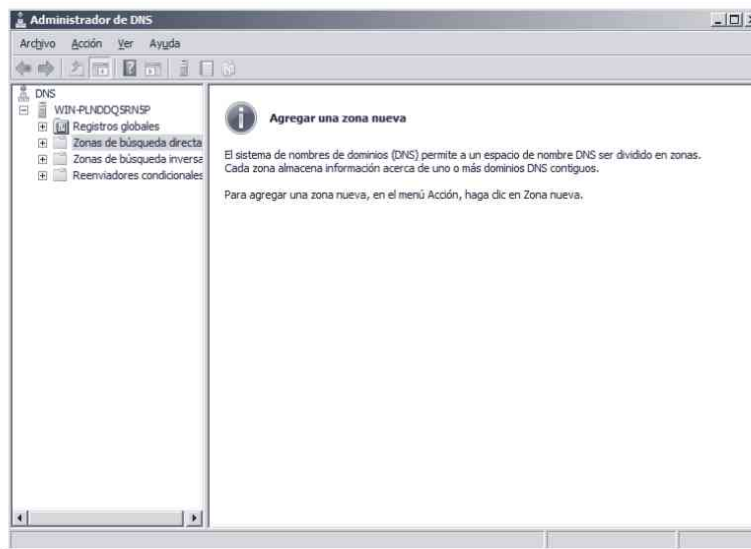 Administrador de DNS
Archivo Acción Ver Ayuda
DNS
WIN-PLNDDQ5RN5P
Registros globales
Zonas de búsqueda directa
Zonas de búsqueda inversa
Reenviadores condicionales
Agregar una zona nueva
El sistema de nombres de dominios (DNS) permite a un espacio de nombre DNS ser dividido en zonas.
Cada zona almacena información acerca de uno o más dominios DNS contiguos.
Para agregar una zona nueva, en el menú Acción, haga clic en Zona nueva.